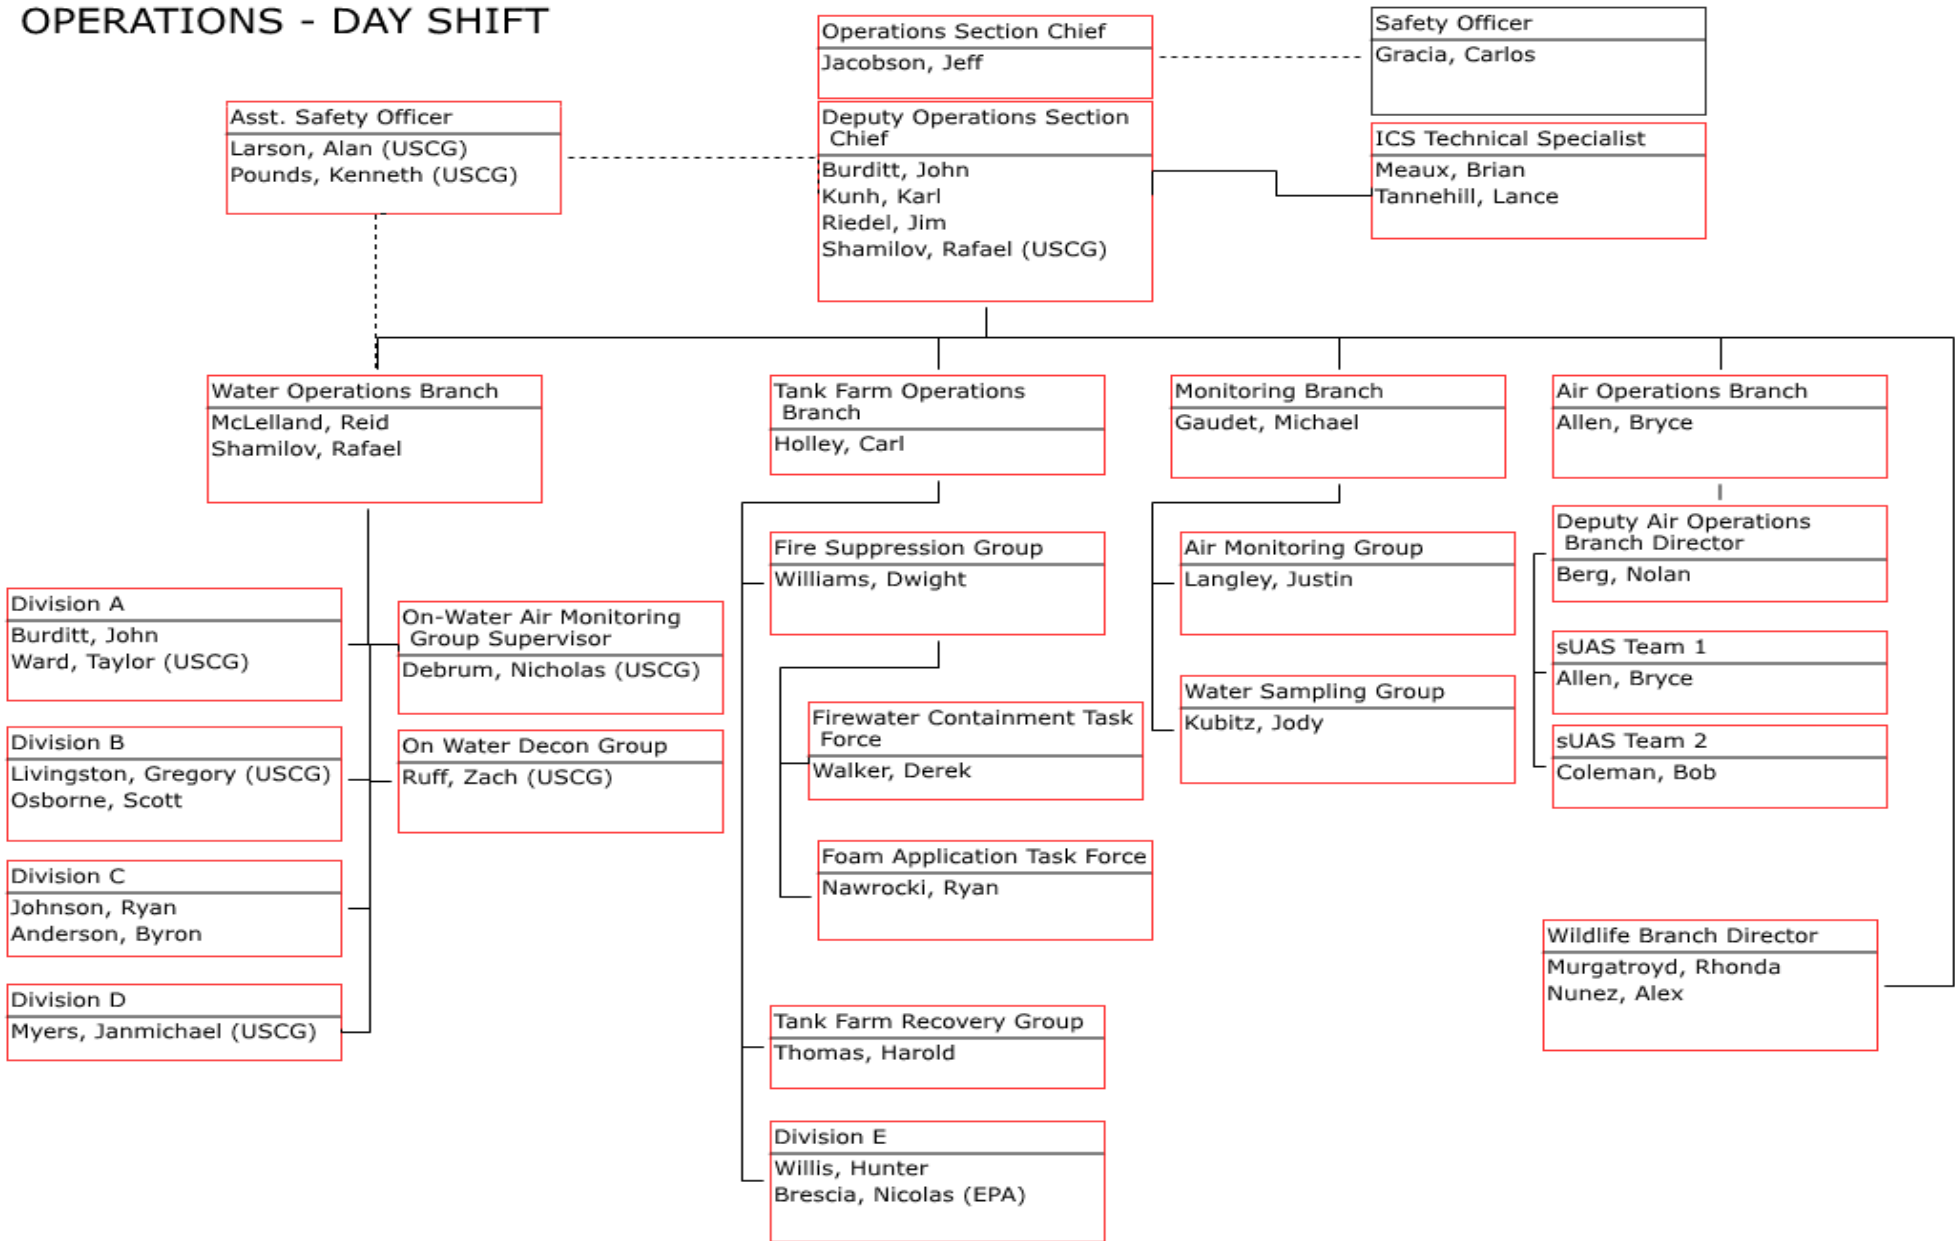 OPERATIONS - DAY SHIFT
Operations Section Chief
Jacobson, Jeff
Safety Officer
Gracia, Carlos
Asst. Safety Officer
Larson, Alan (USCG)
Pounds, Kenneth (USCG)
Deputy Operations Section
Chief
Burditt, John
Kunh, Karl
Riedel, Jim
Shamilov, Rafael (USCG)
ICS Technical Specialist
Meaux, Brian
Tannehill, Lance
Water Operations Branch
McLelland, Reid
Shamilov, Rafael
Tank Farm Operations
Branch
Holley, Carl
Monitoring Branch
Gaudet, Michael
Air Operations Branch
Allen, Bryce
Division A
Burditt, John
Ward, Taylor (USCG)
On-Water Air Monitoring
Group Supervisor
Debrum, Nicholas (USCG)
Division B
Livingston, Gregory (USCG)
Osborne, Scott
On Water Decon Group
Ruff, Zach (USCG)
Division C
Johnson, Ryan
Anderson, Byron
Division D
Myers, Janmichael (USCG)
Fire Suppression Group
Williams, Dwight
Firewater Containment Task
Force
Walker, Derek
Foam Application Task Force
Nawrocki, Ryan
Tank Farm Recovery Group
Thomas, Harold
Division E
Willis, Hunter
Brescia, Nicolas (EPA)
Air Monitoring Group
Langley, Justin
Water Sampling Group
Kubitz, Jody
Deputy Air Operations
Branch Director
Berg, Nolan
sUAS Team 1
Allen, Bryce
sUAS Team 2
Coleman, Bob
Wildlife Branch Director
Murgatroyd, Rhonda
Nunez, Alex